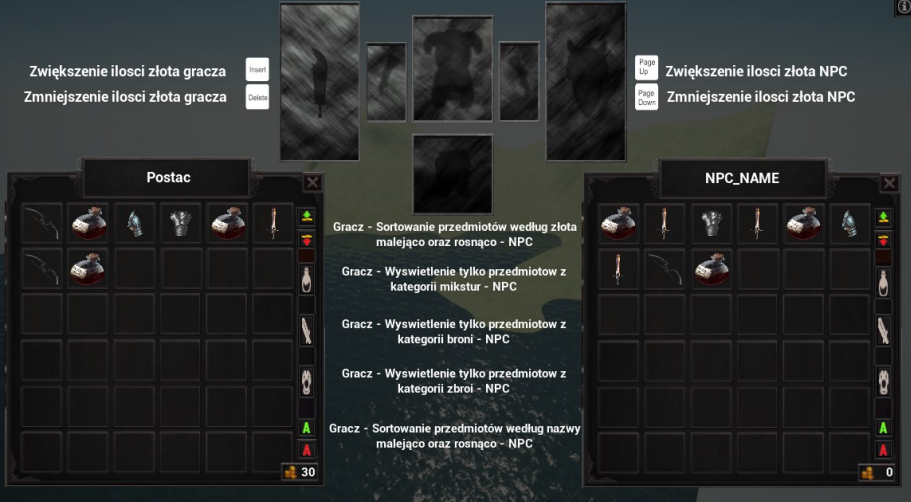 Zwiększenie ilosci złota gracza
Insert
Zmniejszenie ilosci złota gracza
Delete
Page
Up
Zwiększenie ilosci złota NPC
Page
Down
Zmniejszenie ilosci złota NPC
Postac
NPC_NAME
Gracz - Sortowanie przedmiotów według złota
malejąco oraz rosnąco - NPC
Gracz - Wyswietlenie tylko przedmiotow z
kategorii mikstur - NPC
Gracz - Wyswietlenie tylko przedmiotow z
kategorii broni - NPC
Gracz - Wyswietlenie tylko przedmiotow z
kategorii zbroi - NPC
Gracz - Sortowanie przedmiotów według nazwy
malejąco oraz rosnąco - NPC
A
A
30
A
A
0